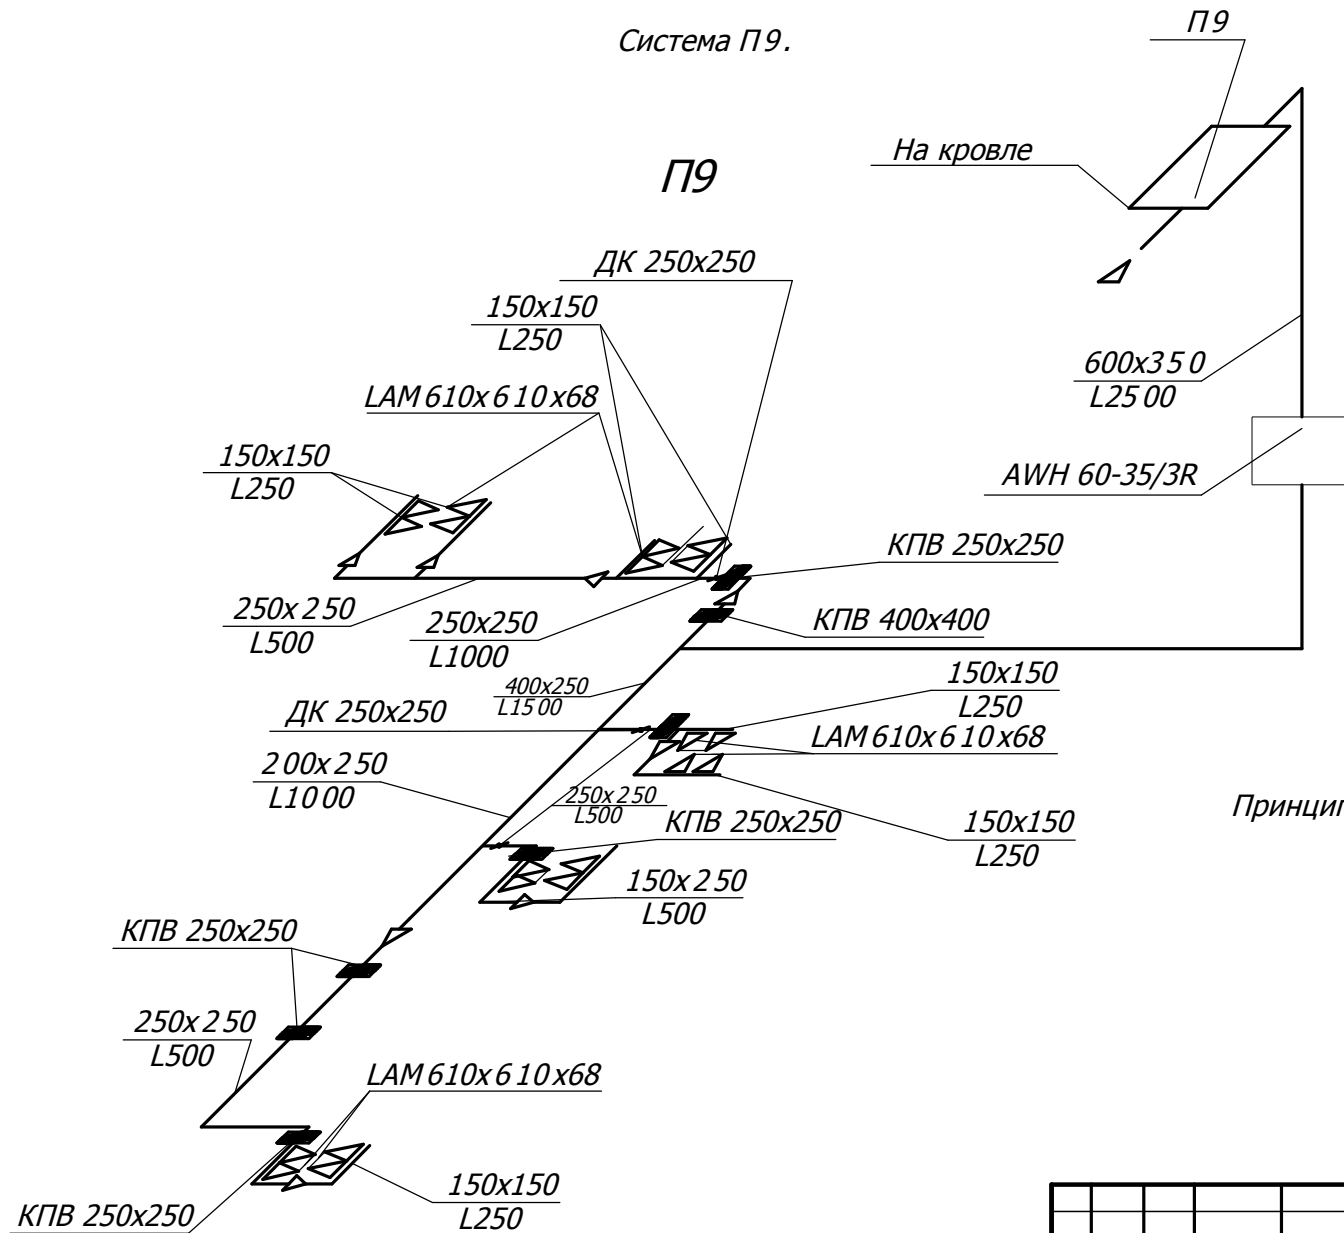 Система П9.
П9
П9
На кровле
ДК 250х250
150х150
L250
600х350
L2500
LAM 610х610х68
150х150
L250
AWH 60-35/3R
КПВ 250х250
250х250
L500
250х250
L1000
КПВ 400х400
400х250
L1500
150х150
L250
ДК 250х250
LAM 610х610х68
200х250
L1000
250х250
L500
Принцип
КПВ 250х250
150х150
L250
150х250
L500
КПВ 250х250
250х250
L500
LAM 610х610х68
150х150
L250
КПВ 250х250